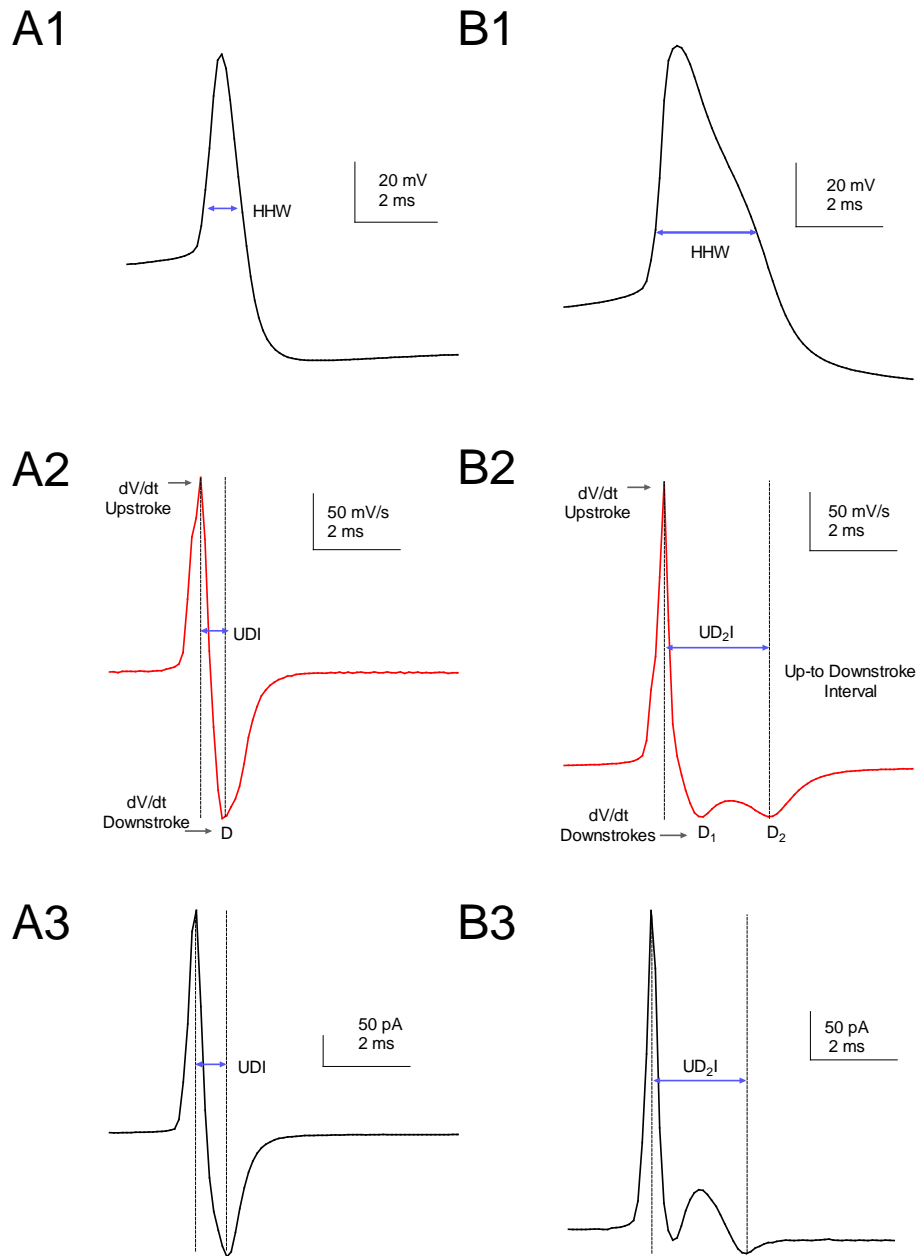 A1
B1
20 mV
2 ms
HHW
20 mV
2 ms
HHW
A2
B2
dV/dt
Upstroke
50 mV/s
2 ms
UDI
dV/dt
Downstroke
D
dV/dt
Upstroke
50 mV/s
2 ms
UD₂I
Up-to Downstroke
Interval
dV/dt
Downstrokes
D₁
D₂
A3
B3
50 pA
2 ms
UDI
50 pA
2 ms
UD₂I